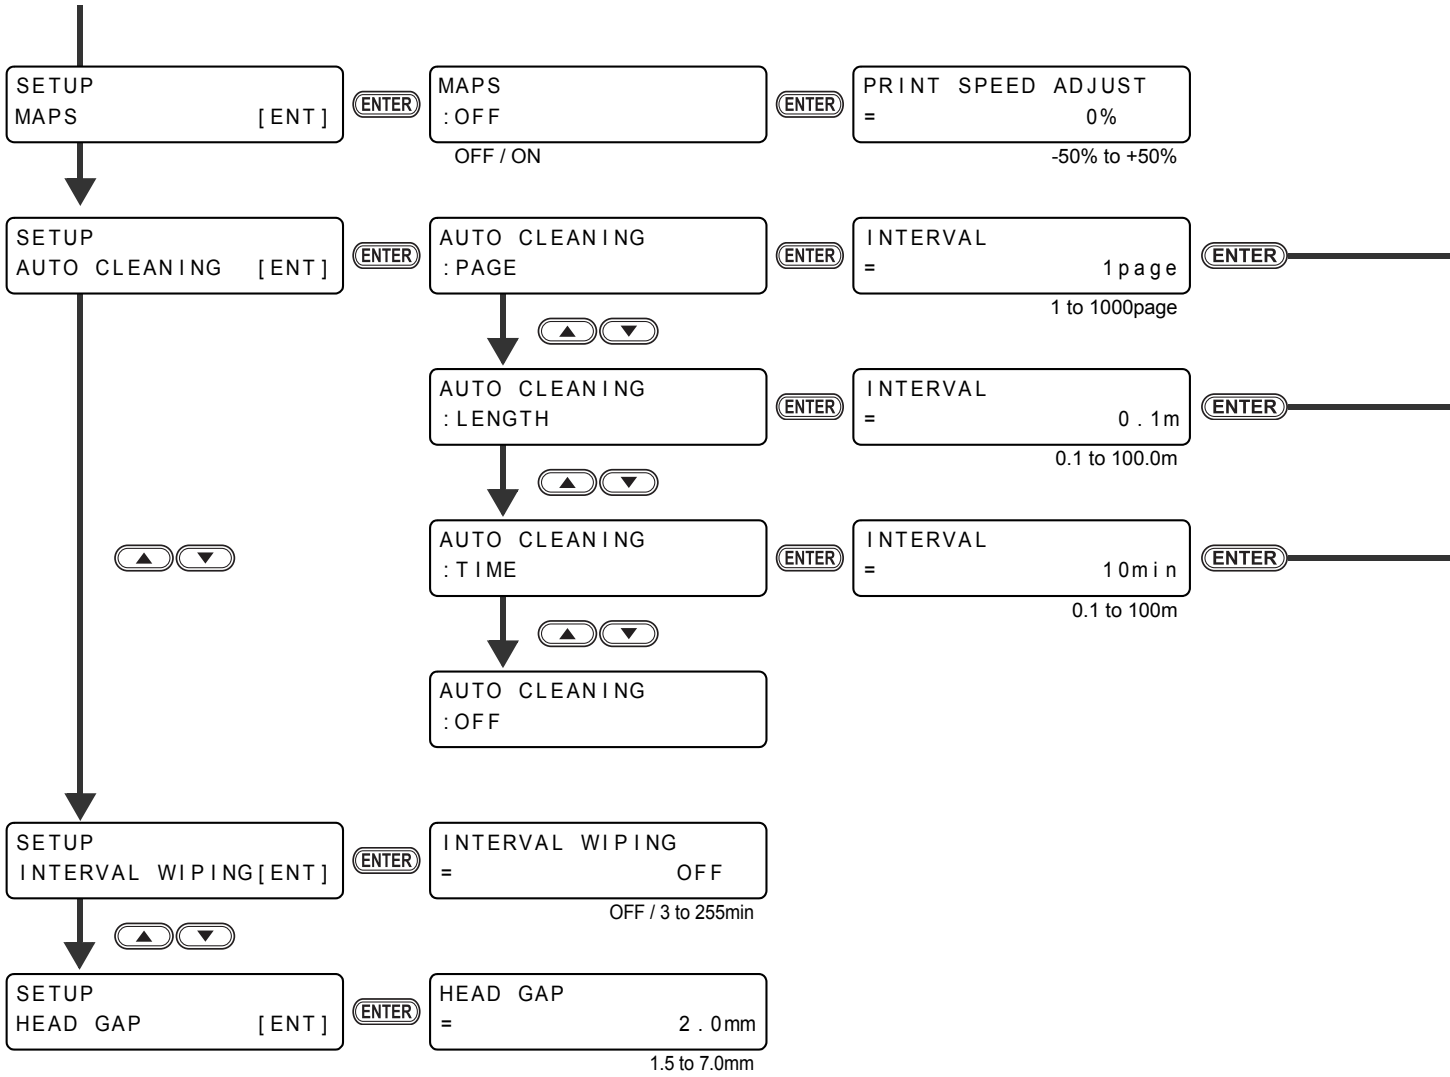 SETUP
MAPS [ENT]
ENTER
MAPS
:OFF
OFF / ON
ENTER
PRINT SPEED ADJUST
= 0%
-50% to +50%
SETUP
AUTO CLEANING [ENT]
ENTER
AUTO CLEANING
:PAGE
ENTER
INTERVAL
= 1page
1 to 1000page
ENTER
AUTO CLEANING
:LENGTH
ENTER
INTERVAL
= 0.1m
0.1 to 100.0m
ENTER
AUTO CLEANING
:TIME
ENTER
INTERVAL
= 10min
0.1 to 100m
ENTER
AUTO CLEANING
:OFF
SETUP
INTERVAL WIPING[ENT]
ENTER
INTERVAL WIPING
= OFF
OFF / 3 to 255min
SETUP
HEAD GAP [ENT]
ENTER
HEAD GAP
= 2.0mm
1.5 to 7.0mm